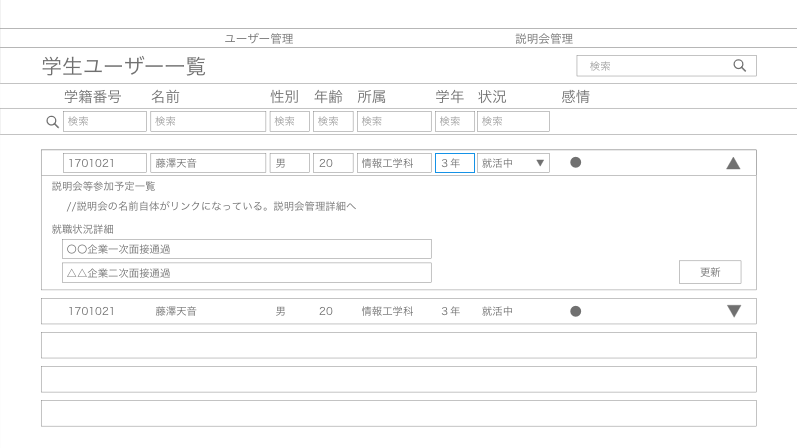 ユーザー管理 説明会管理
学生ユーザー一覧 検索
学籍番号 名前 性別 年齢 所属 学年 状況 感情
検索 検索 検索 検索 検索 検索 検索
1701021 藤澤天音 男 20 情報工学科 3年 就活中
説明会等参加予定一覧
//説明会の名前自体がリンクになっている。説明会管理詳細へ
就職状況詳細
〇〇企業一次面接通過
△△企業二次面接通過
更新
1701021 藤澤天音 男 20 情報工学科 3年 就活中